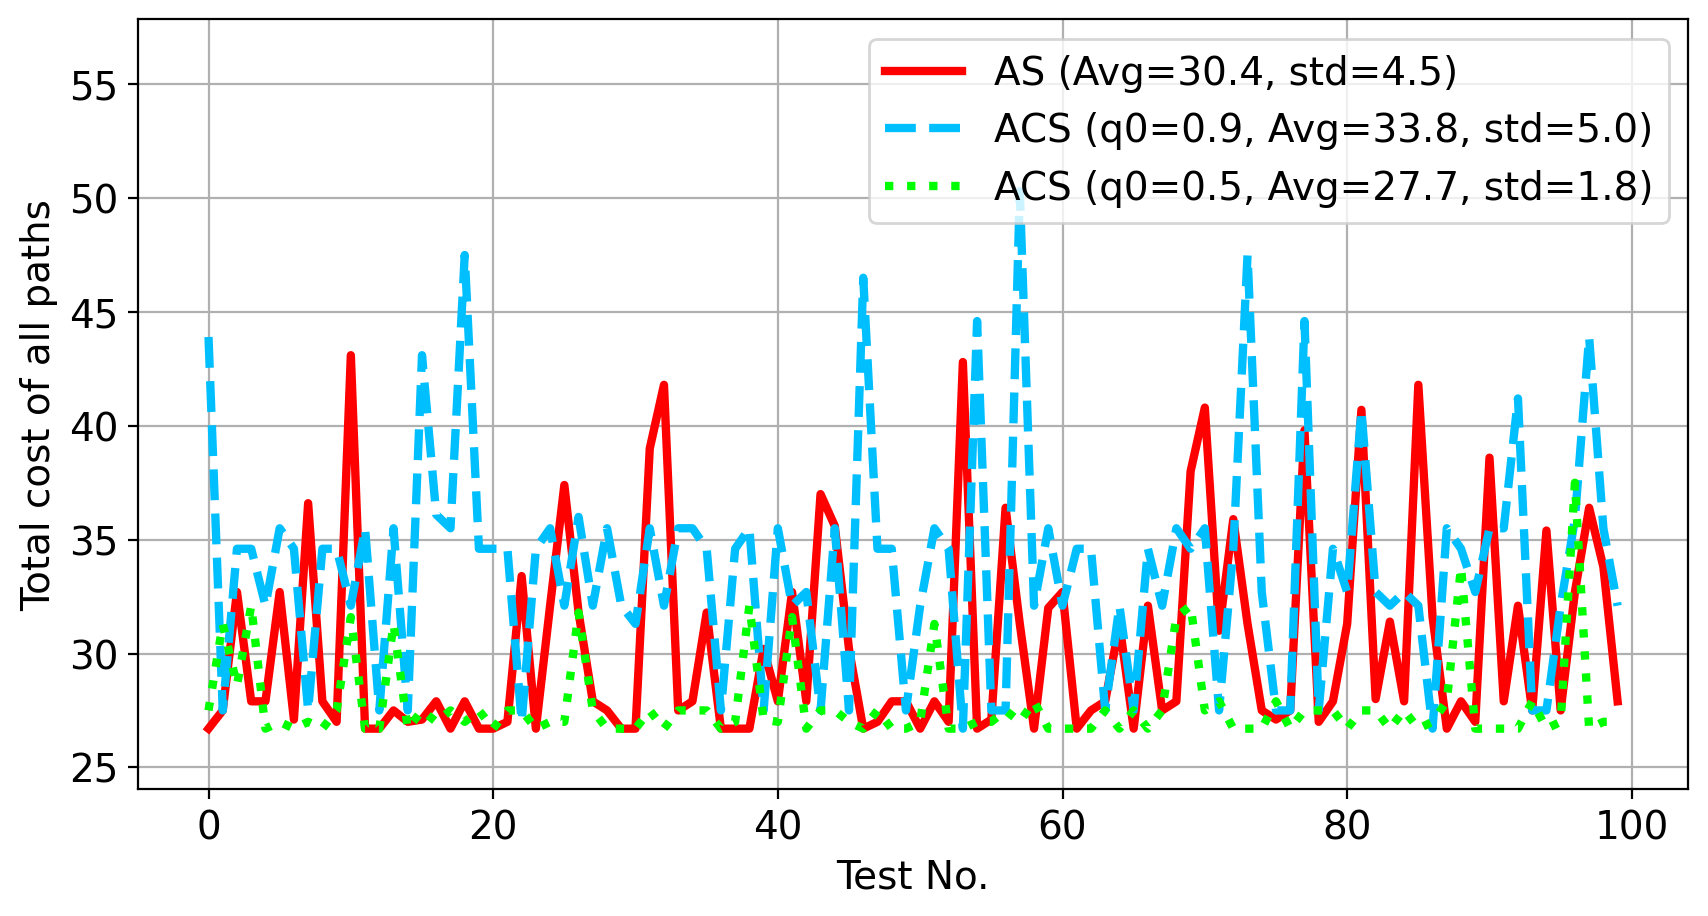 55
50
45
40
35
30
25
Total cost of all paths
AS (Avg=30.4, std=4.5)
ACS (q0=0.9, Avg=33.8, std=5.0)
ACS (q0=0.5, Avg=27.7, std=1.8)
0 20 40 60 80 100
Test No.